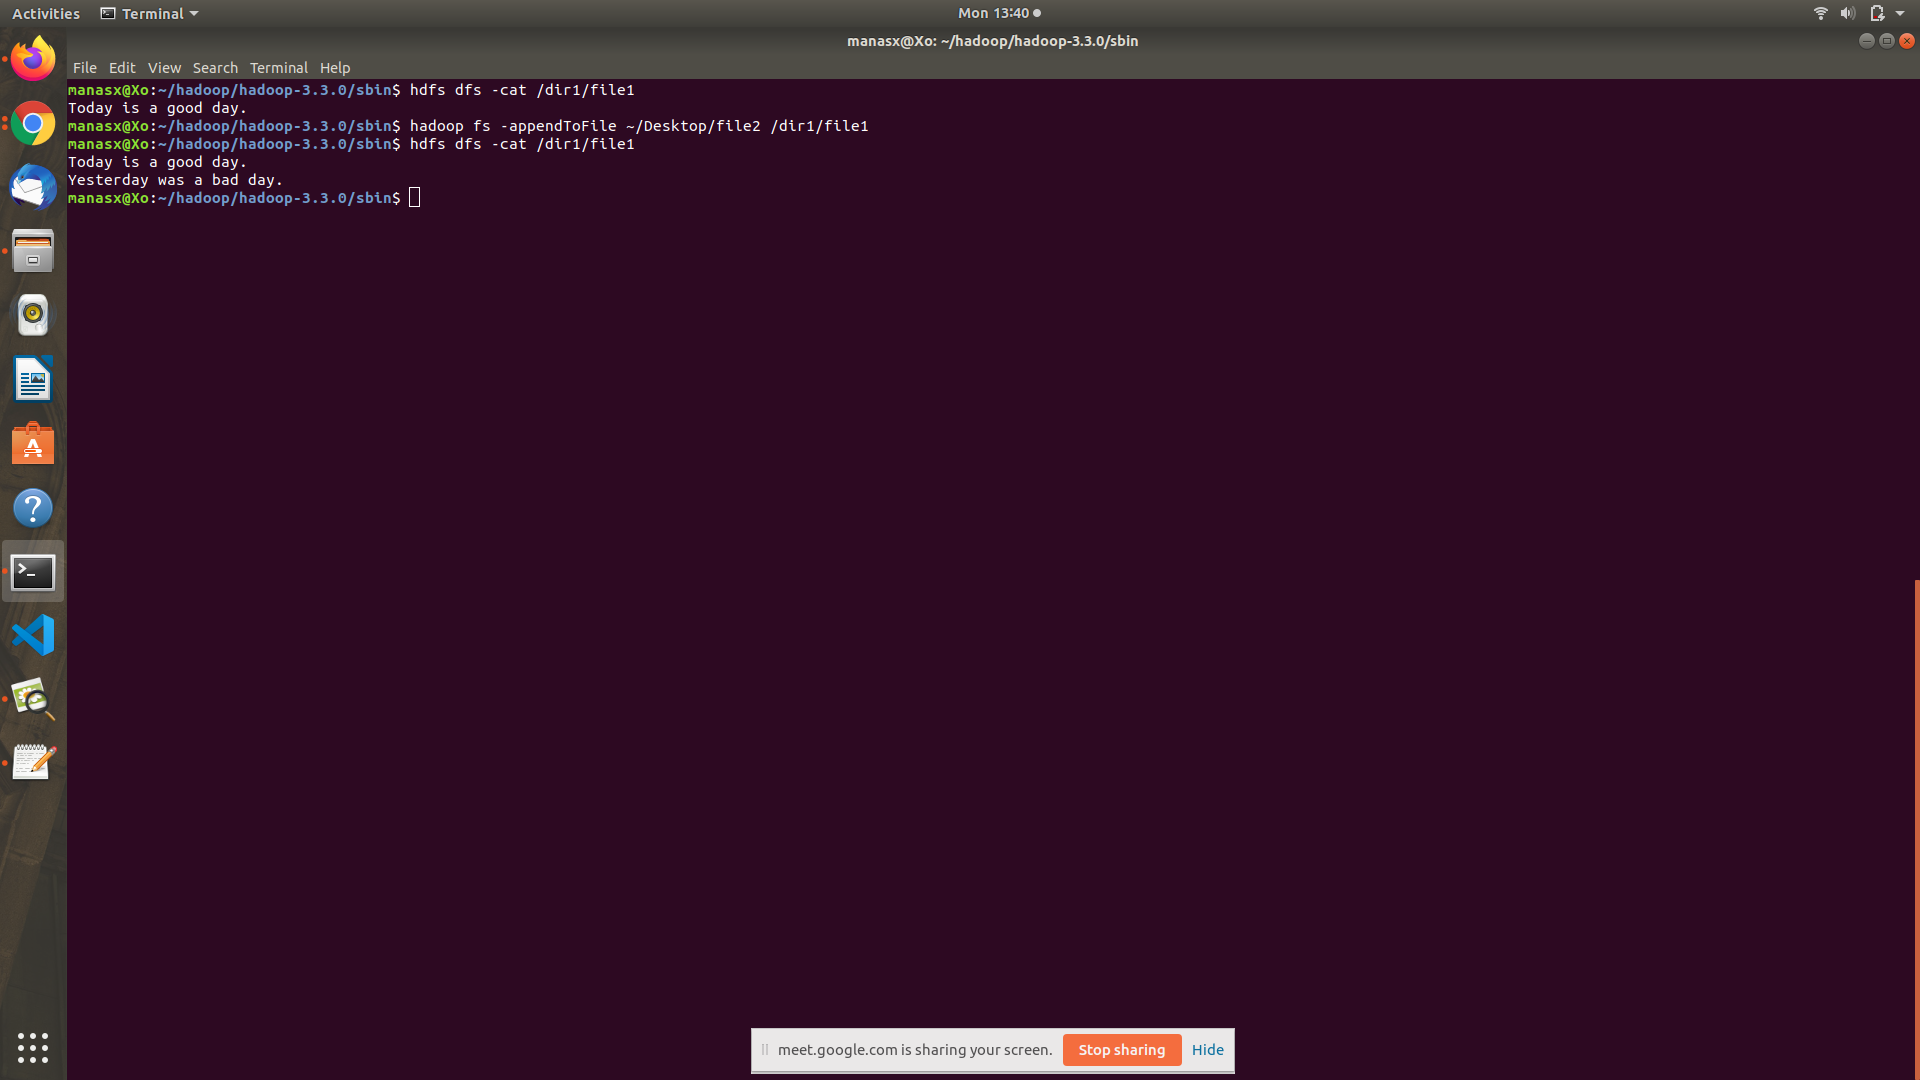 Activities Terminal Mon 13:40
manasx@Xo: ~/hadoop/hadoop-3.3.0/sbin
File Edit View Search Terminal Help
manasx@Xo:~/hadoop/hadoop-3.3.0/sbin$ hdfs dfs -cat /dir1/file1
Today is a good day.
manasx@Xo:~/hadoop/hadoop-3.3.0/sbin$ hadoop fs -appendToFile ~/Desktop/file2 /dir1/file1
manasx@Xo:~/hadoop/hadoop-3.3.0/sbin$ hdfs dfs -cat /dir1/file1
Today is a good day.
Yesterday was a bad day.
manasx@Xo:~/hadoop/hadoop-3.3.0/sbin$
meet.google.com is sharing your screen. Stop sharing Hide